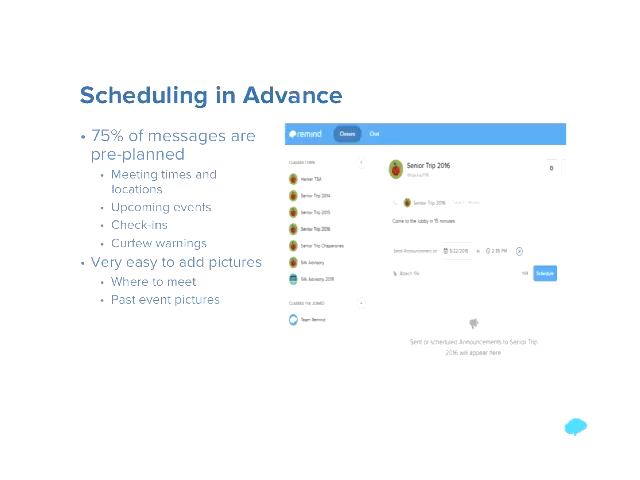 Scheduling in Advance
• 75% of messages are
pre-planned
• Meeting times and
locations
• Upcoming events
• Check-ins
• Curfew warnings
• Very easy to add pictures
• Where to meet
• Past event pictures
remind Classes Chat
Senior Trip 2016
Senior Trip 2014
Senior Trip 2015
Senior Trip 2016
Senior Trip Chaperones
Team Remind
Senior Trip 2016
Come to the lobby in 15 minutes
Send Announcement on 5/22/2016 2:35 PM
Attach file Schedule
Sent or scheduled Announcements to Senior Trip
2016 will appear here